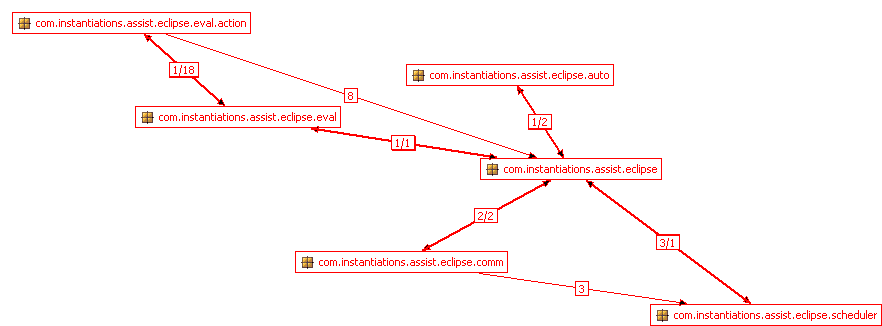 com.instantiations.assist.eclipse.eval.action
1/18
com.instantiations.assist.eclipse.auto
8
com.instantiations.assist.eclipse.eval
1/2
1/1
com.instantiations.assist.eclipse
2/2
3/1
com.instantiations.assist.eclipse.comm
3
com.instantiations.assist.eclipse.scheduler